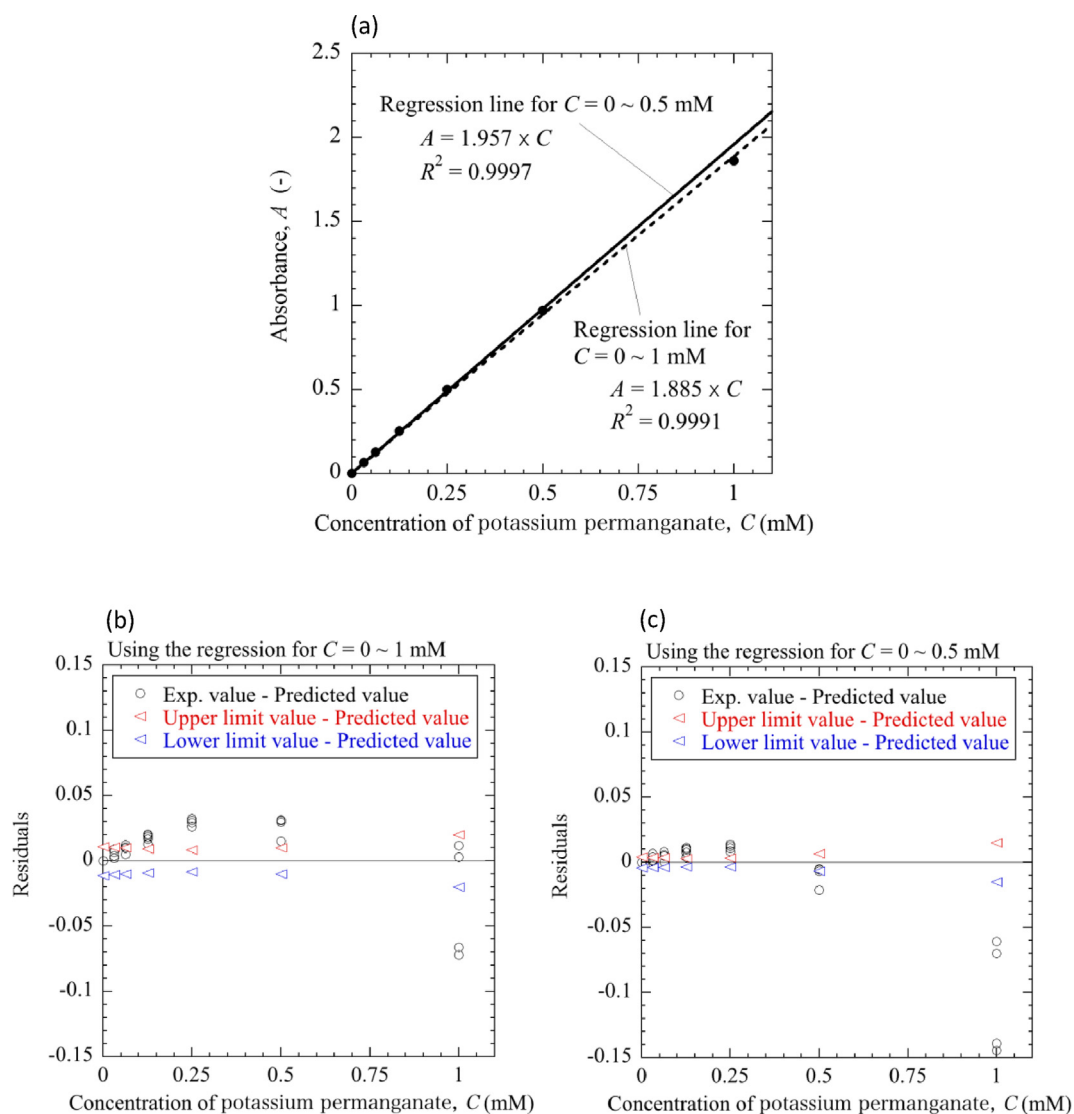 (a)
2.5
2
1.5
1
0.5
0
Absorbance, A (-)
Regression line for C = 0 ~ 0.5 mM
A = 1.957 × C
R² = 0.9997
Regression line for
C = 0 ~ 1 mM
A = 1.885 × C
R² = 0.9991
0 0.25 0.5 0.75 1
Concentration of potassium permanganate, C (mM)
(b)
Using the regression for C = 0 ~ 1 mM
0.15
0.1
0.05
0
-0.05
-0.1
-0.15
Residuals
Exp. value - Predicted value
Upper limit value - Predicted value
Lower limit value - Predicted value
0 0.25 0.5 0.75 1
Concentration of potassium permanganate, C (mM)
(c)
Using the regression for C = 0 ~ 0.5 mM
0.15
0.1
0.05
0
-0.05
-0.1
-0.15
Residuals
Exp. value - Predicted value
Upper limit value - Predicted value
Lower limit value - Predicted value
0 0.25 0.5 0.75 1
Concentration of potassium permanganate, C (mM)